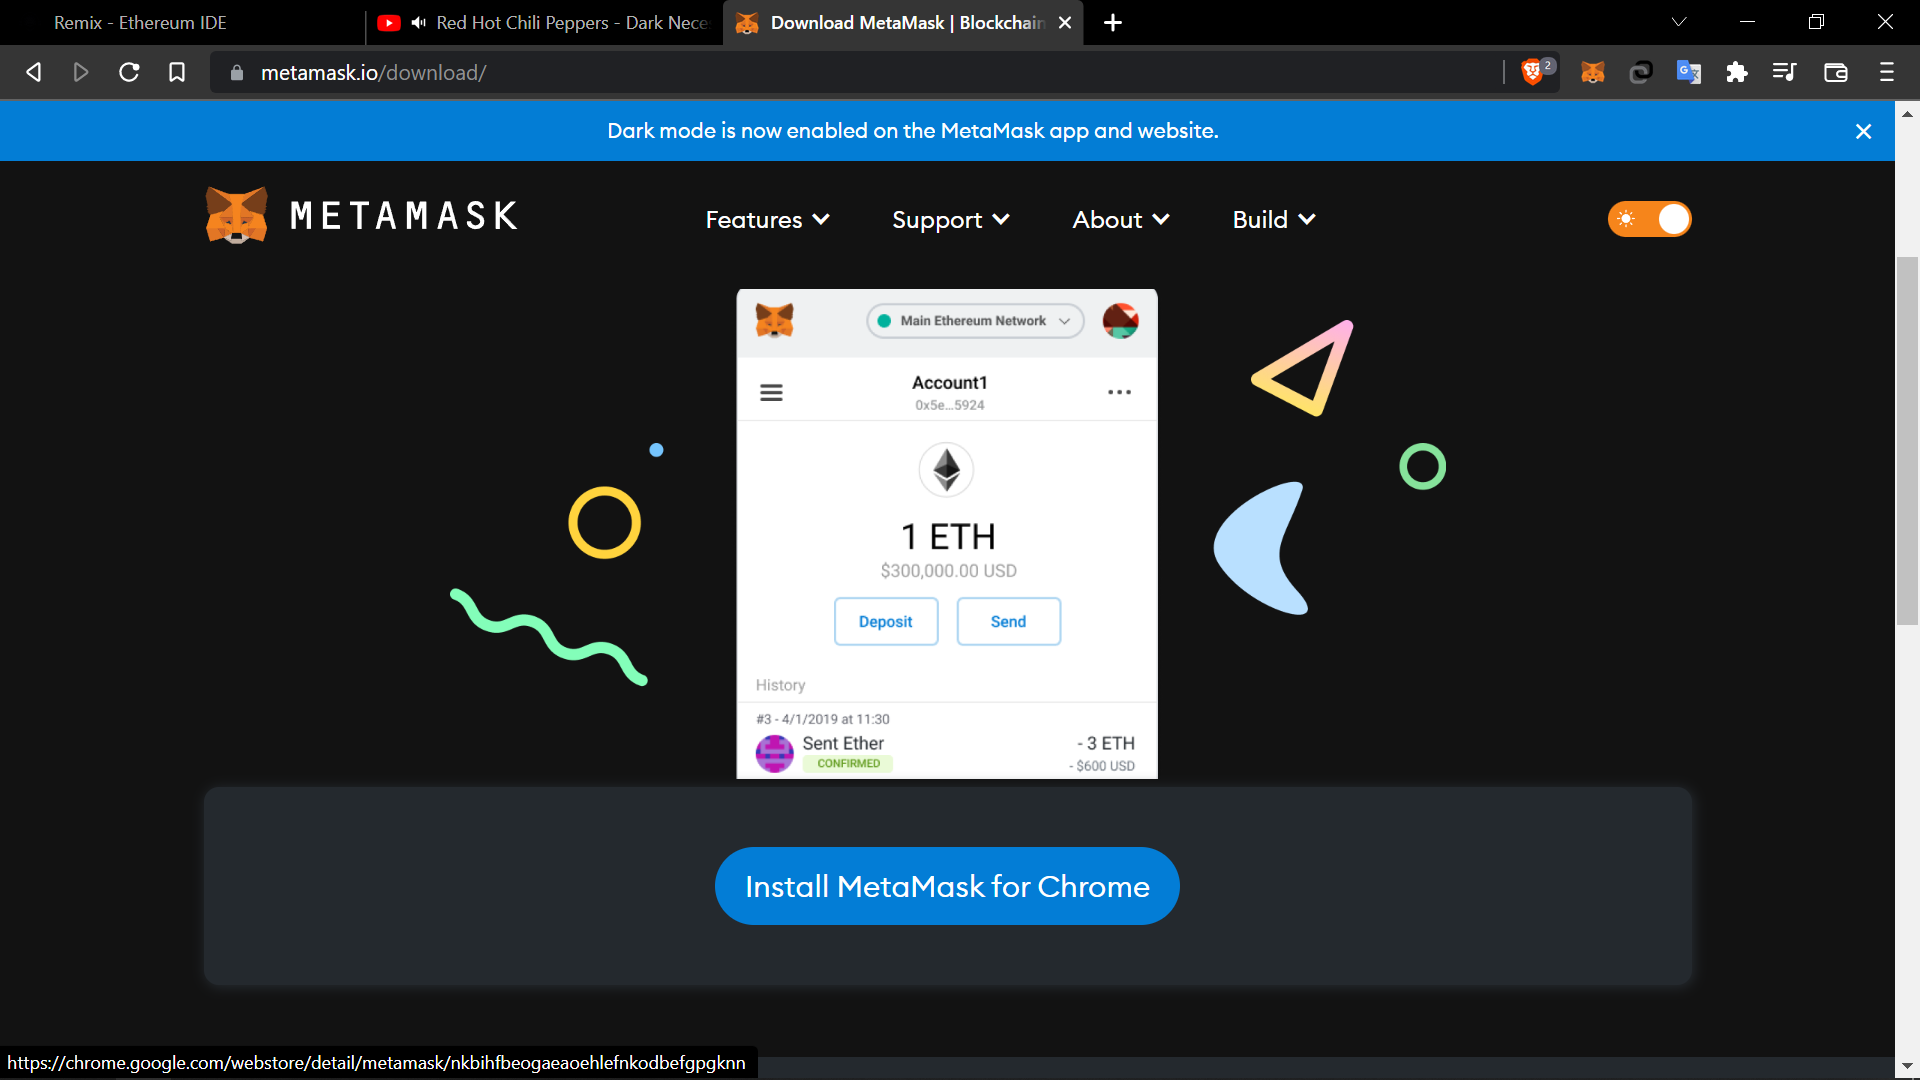 Remix - Ethereum IDE
Red Hot Chili Peppers - Dark Nece
Download MetaMask | Blockchain
metamask.io/download/
2
Dark mode is now enabled on the MetaMask app and website.
METAMASK
Features
Support
About
Build
Main Ethereum Network
Account1
0x5e...5924
1 ETH
$300,000.00 USD
Deposit
Send
History
#3 - 4/1/2019 at 11:30
Sent Ether
- 3 ETH
CONFIRMED
- $600 USD
Install MetaMask for Chrome
https://chrome.google.com/webstore/detail/metamask/nkbihfbeogaeaoehlefnkodbefgpgknn